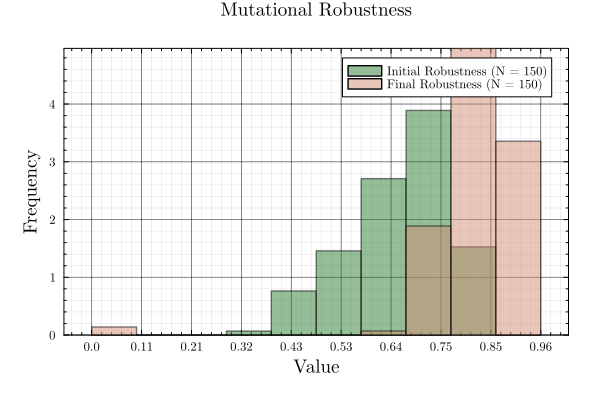 Mutational Robustness
Initial Robustness (N = 150)
Final Robustness (N = 150)
Frequency
4
3
2
1
0
0.0 0.11 0.21 0.32 0.43 0.53 0.64 0.75 0.85 0.96
Value